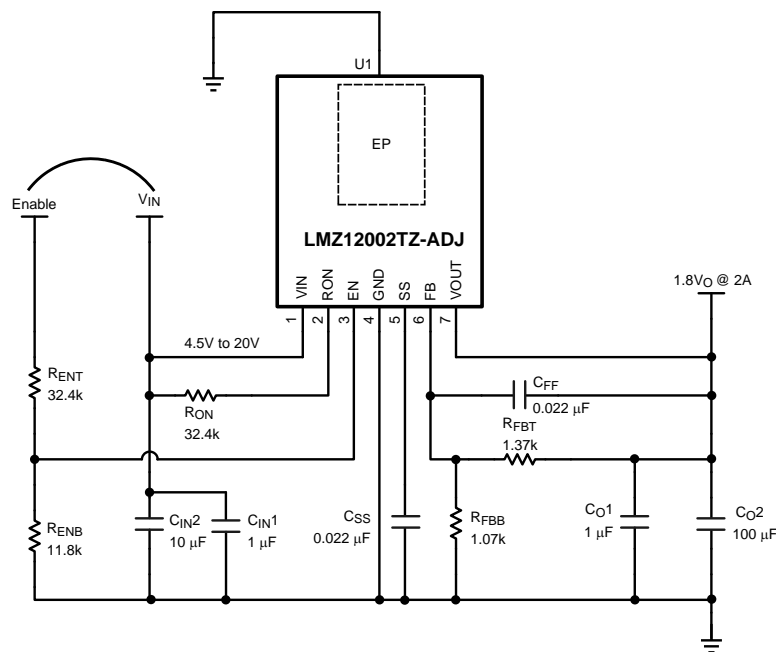 U1
EP
Enable
VIN
LMZ12002TZ-ADJ
VIN
RON
EN
GND
SS
FB
VOUT
1
2
3
4
5
6
7
1.8VO @ 2A
4.5V to 20V
RENT
32.4k
RON
32.4k
CFF
0.022 μF
RFBT
1.37k
RENB
11.8k
CIN2
10 μF
CIN1
1 μF
CSS
0.022 μF
RFBB
1.07k
CO1
1 μF
CO2
100 μF